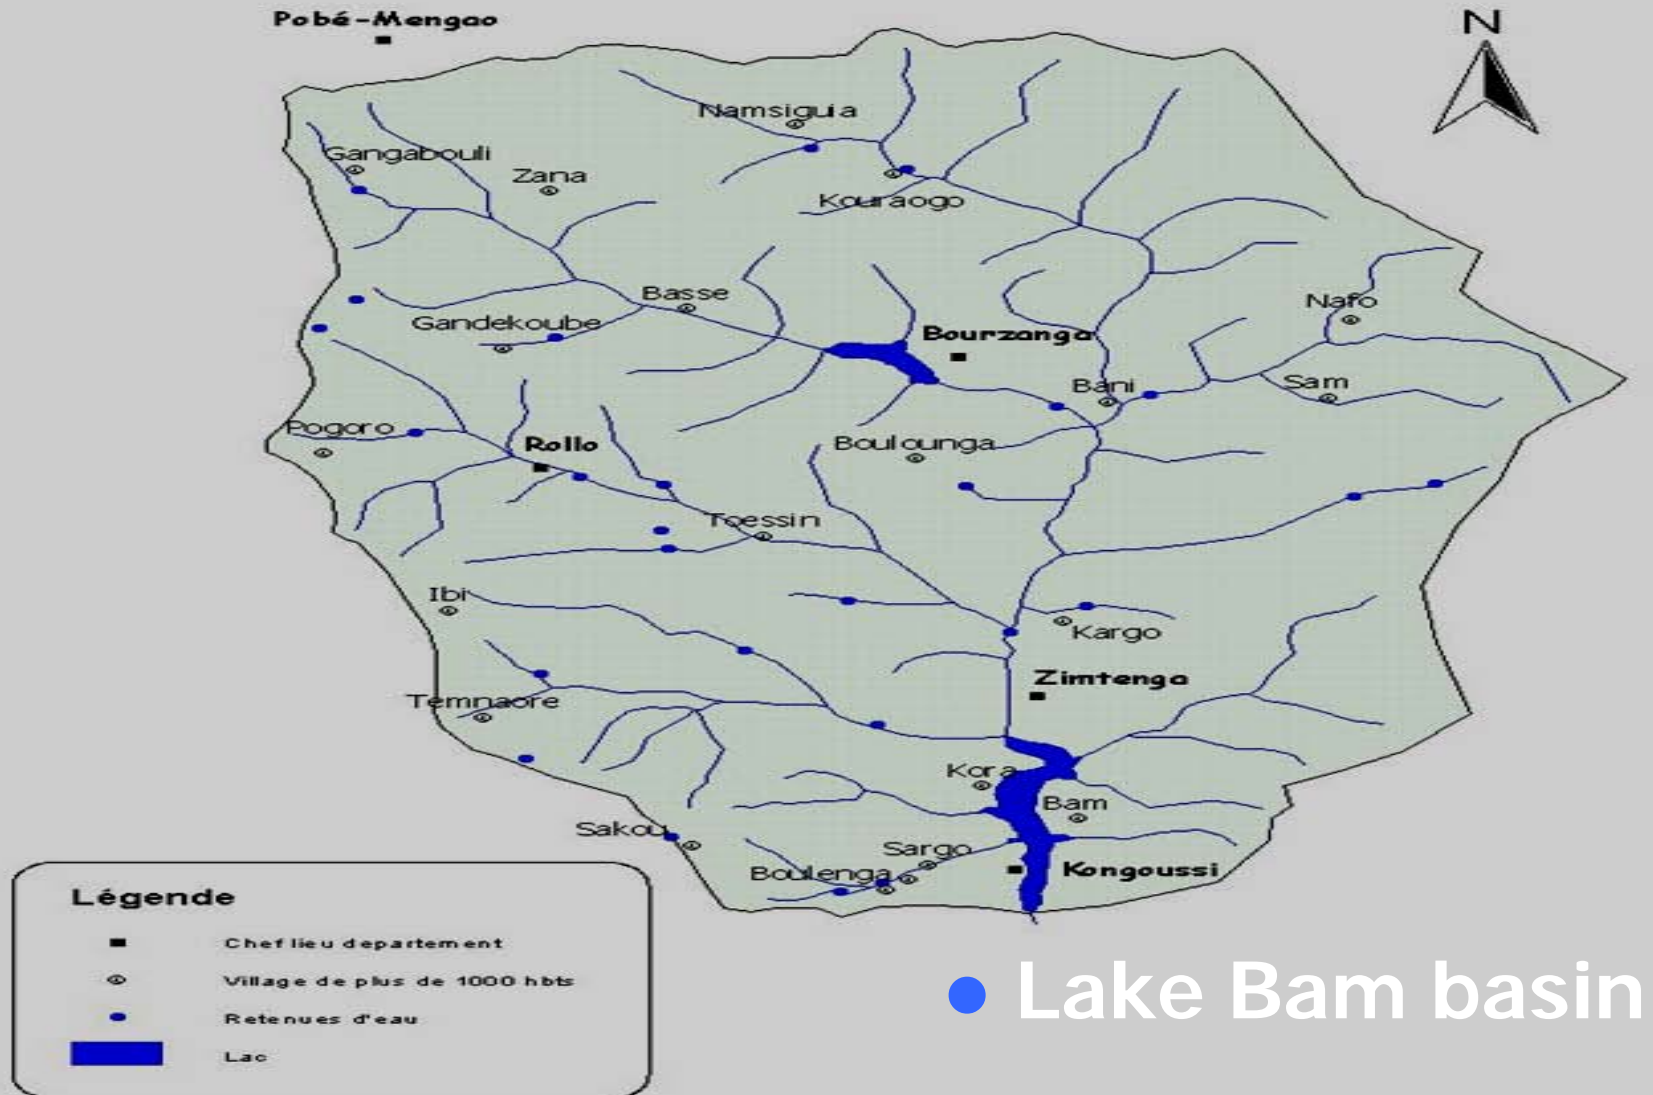 Pobé-Mengao
N
Namsiguia
Gangabouli
Zana
Kouraogo
Basse
Nafo
Gandekoube
Bourzanga
Bani
Sam
Pogoro
Rollo
Boulounga
Toessin
Ibi
Kargo
Zimtenga
Temnaore
Kora
Bam
Sakou
Sargo
Boulenga
Kongoussi
Légende
Chef lieu departement
Village de plus de 1000 hbts
Retenues d'eau
Lac
• Lake Bam basin